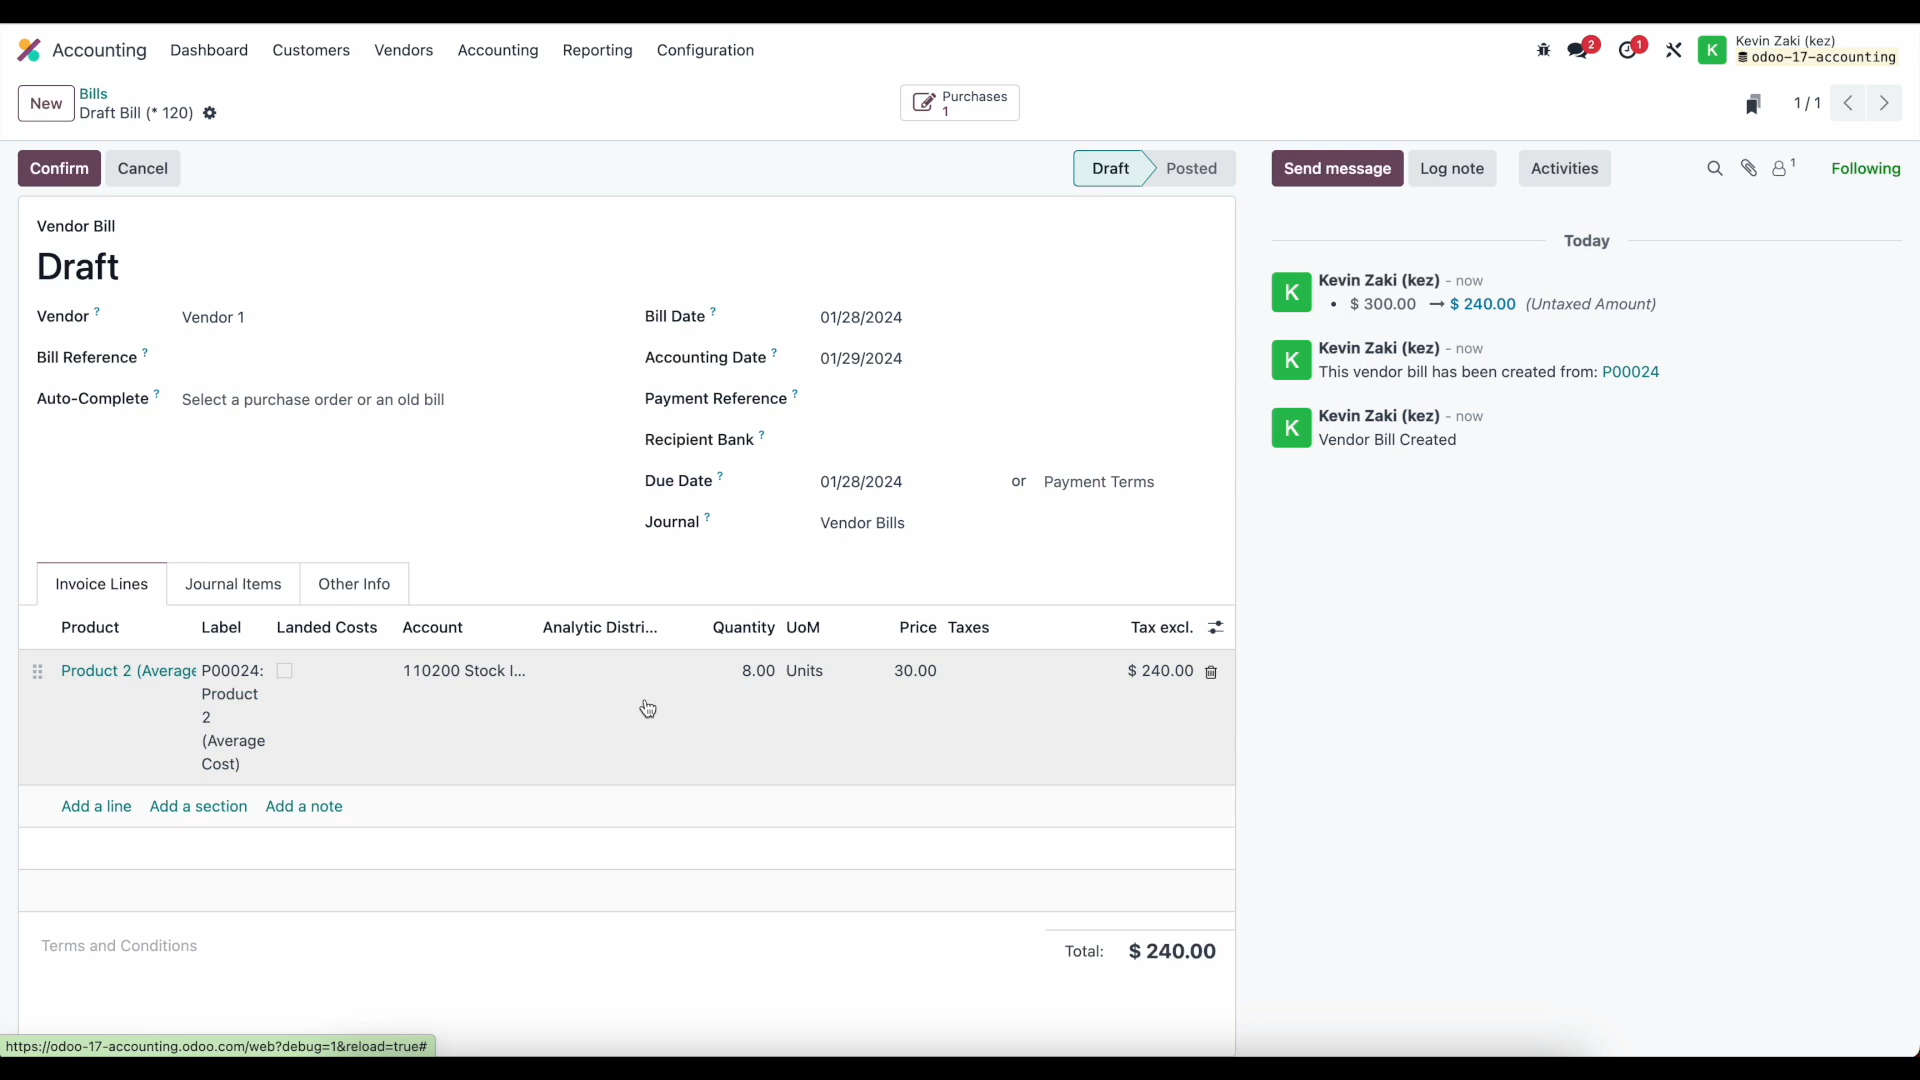 Accounting Dashboard Customers Vendors Accounting Reporting Configuration 2 1 K Kevin Zaki (kez)
odoo-17-accounting
New Bills Purchases
Draft Bill (* 120) 1 1 / 1
Confirm Cancel Draft Posted Send message Log note Activities 1 Following
Vendor Bill
Draft
Vendor ? Vendor 1 Bill Date ? 01/28/2024
Bill Reference ? Accounting Date ? 01/29/2024
Auto-Complete ? Select a purchase order or an old bill Payment Reference ?
Recipient Bank ?
Due Date ? 01/28/2024 or Payment Terms
Journal ? Vendor Bills
Invoice Lines Journal Items Other Info
Product Label Landed Costs Account Analytic Distri... Quantity UoM Price Taxes Tax excl.
Product 2 (Average P00024: 110200 Stock I... 8.00 Units 30.00 $ 240.00
Product
2
(Average
Cost)
Add a line Add a section Add a note
Terms and Conditions
Total: $ 240.00
Today
K Kevin Zaki (kez) - now
• $ 300.00 → $ 240.00 (Untaxed Amount)
K Kevin Zaki (kez) - now
This vendor bill has been created from: P00024
K Kevin Zaki (kez) - now
Vendor Bill Created
https://odoo-17-accounting.odoo.com/web?debug=1&reload=true#